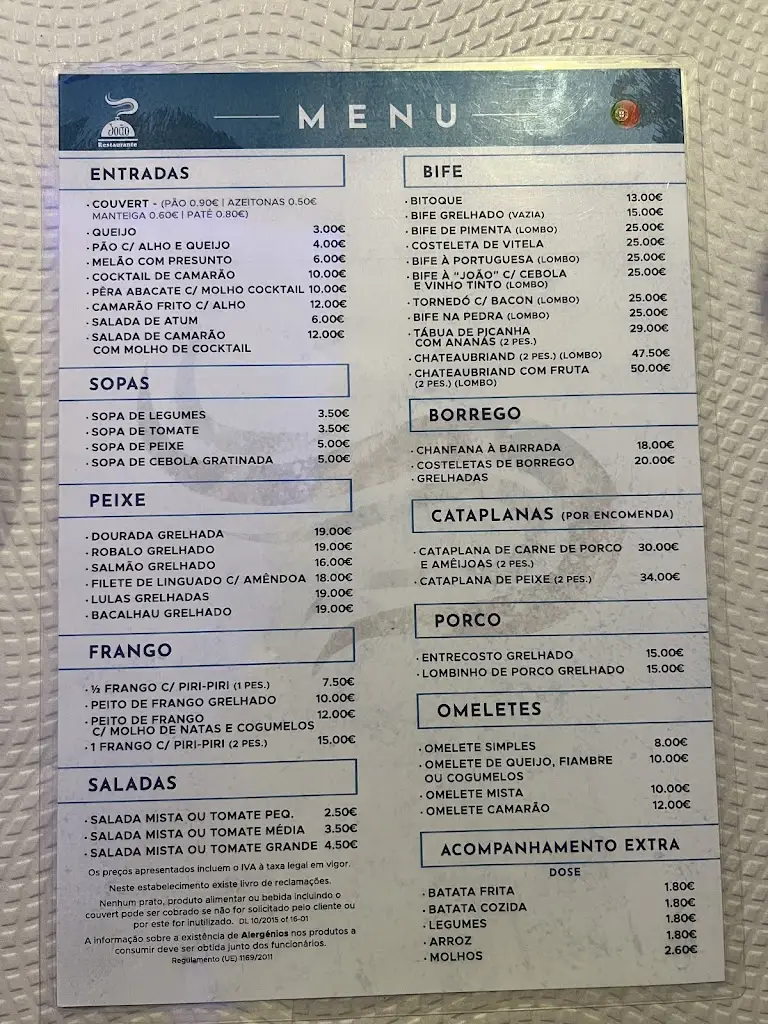 João
Restaurante
MENU
ENTRADAS
· COUVERT - (PÃO 0.90€ | AZEITONAS 0.50€
MANTEIGA 0.60€ | PATÉ 0.80€)
· QUEIJO 3.00€
· PÃO C/ ALHO E QUEIJO 4.00€
· MELÃO COM PRESUNTO 6.00€
· COCKTAIL DE CAMARÃO 10.00€
· PÊRA ABACATE C/ MOLHO COCKTAIL 10.00€
· CAMARÃO FRITO C/ ALHO 12.00€
· SALADA DE ATUM 6.00€
· SALADA DE CAMARÃO 12.00€
COM MOLHO DE COCKTAIL
SOPAS
· SOPA DE LEGUMES 3.50€
· SOPA DE TOMATE 3.50€
· SOPA DE PEIXE 5.00€
· SOPA DE CEBOLA GRATINADA 5.00€
PEIXE
· DOURADA GRELHADA 19.00€
· ROBALO GRELHADO 19.00€
· SALMÃO GRELHADO 16.00€
· FILETE DE LINGUADO C/ AMÊNDOA 18.00€
· LULAS GRELHADAS 19.00€
· BACALHAU GRELHADO 19.00€
FRANGO
· ½ FRANGO C/ PIRI-PIRI (1 PES.) 7.50€
· PEITO DE FRANGO GRELHADO 10.00€
· PEITO DE FRANGO 12.00€
C/ MOLHO DE NATAS E COGUMELOS
· 1 FRANGO C/ PIRI-PIRI (2 PES.) 15.00€
SALADAS
· SALADA MISTA OU TOMATE PEQ. 2.50€
· SALADA MISTA OU TOMATE MÉDIA 3.50€
· SALADA MISTA OU TOMATE GRANDE 4.50€
Os preços apresentados incluem o IVA à taxa legal em vigor.
Neste estabelecimento existe livro de reclamações.
Nenhum prato, produto alimentar ou bebida incluindo o
couvert pode ser cobrado se não for solicitado pelo cliente ou
por este for inutilizado. DL 10/2015 of 16-01
A informação sobre a existência de Alergénios nos produtos a
consumir deve ser obtida junto dos funcionários.
Regulamento (UE) 1169/2011
BIFE
· BITOQUE 13.00€
· BIFE GRELHADO (VAZIA) 15.00€
· BIFE DE PIMENTA (LOMBO) 25.00€
· COSTELETA DE VITELA 25.00€
· BIFE À PORTUGUESA (LOMBO) 25.00€
· BIFE À "JOÃO" C/ CEBOLA 25.00€
E VINHO TINTO (LOMBO)
· TORNEDÓ C/ BACON (LOMBO) 25.00€
· BIFE NA PEDRA (LOMBO) 25.00€
· TÁBUA DE PICANHA 29.00€
COM ANANÁS (2 PES.)
· CHATEAUBRIAND (2 PES.) (LOMBO) 47.50€
· CHATEAUBRIAND COM FRUTA 50.00€
(2 PES.) (LOMBO)
BORREGO
· CHANFANA À BAIRRADA 18.00€
· COSTELETAS DE BORREGO 20.00€
· GRELHADAS
CATAPLANAS (POR ENCOMENDA)
· CATAPLANA DE CARNE DE PORCO 30.00€
E AMÊIJOAS (2 PES.)
· CATAPLANA DE PEIXE (2 PES.) 34.00€
PORCO
· ENTRECOSTO GRELHADO 15.00€
· LOMBINHO DE PORCO GRELHADO 15.00€
OMELETES
· OMELETE SIMPLES 8.00€
· OMELETE DE QUEIJO, FIAMBRE 10.00€
OU COGUMELOS
· OMELETE MISTA 10.00€
· OMELETE CAMARÃO 12.00€
ACOMPANHAMENTO EXTRA
DOSE
· BATATA FRITA 1.80€
· BATATA COZIDA 1.80€
· LEGUMES 1.80€
· ARROZ 1.80€
· MOLHOS 2.60€